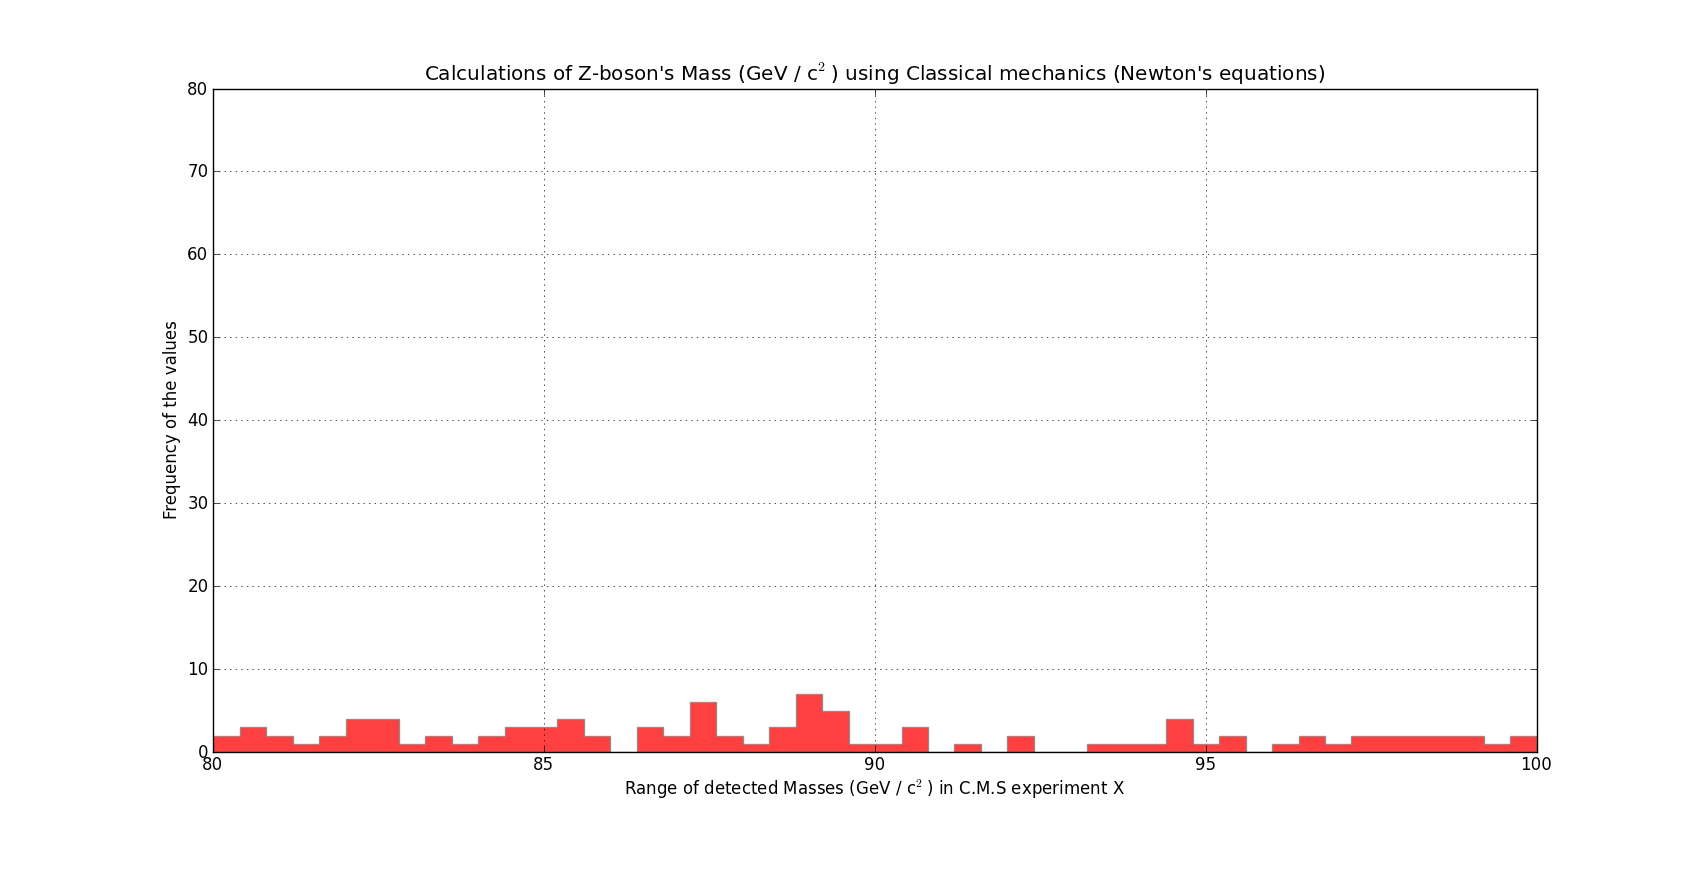 Calculations of Z-boson's Mass (GeV / c² ) using Classical mechanics (Newton's equations)
80
70
60
50
40
30
20
10
0
Frequency of the values
80 85 90 95 100
Range of detected Masses (GeV / c² ) in C.M.S experiment X